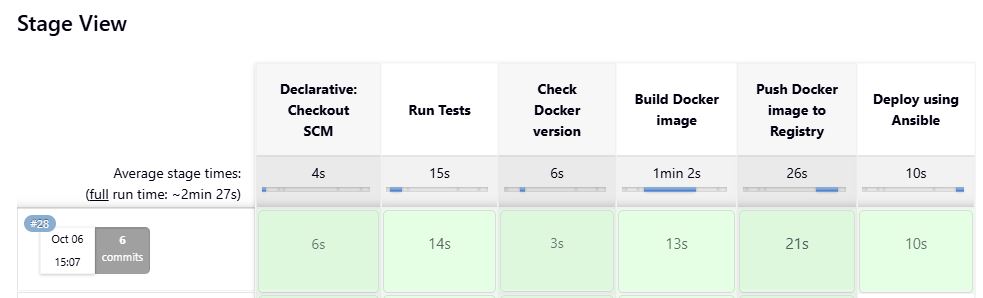 Stage View
Declarative:
Checkout
SCM
Run Tests
Check
Docker
version
Build Docker
image
Push Docker
image to
Registry
Deploy using
Ansible
Average stage times:
(full run time: ~2min 27s)
4s
15s
6s
1min 2s
26s
10s
#28
Oct 06
15:07
6
commits
6s
14s
3s
13s
21s
10s